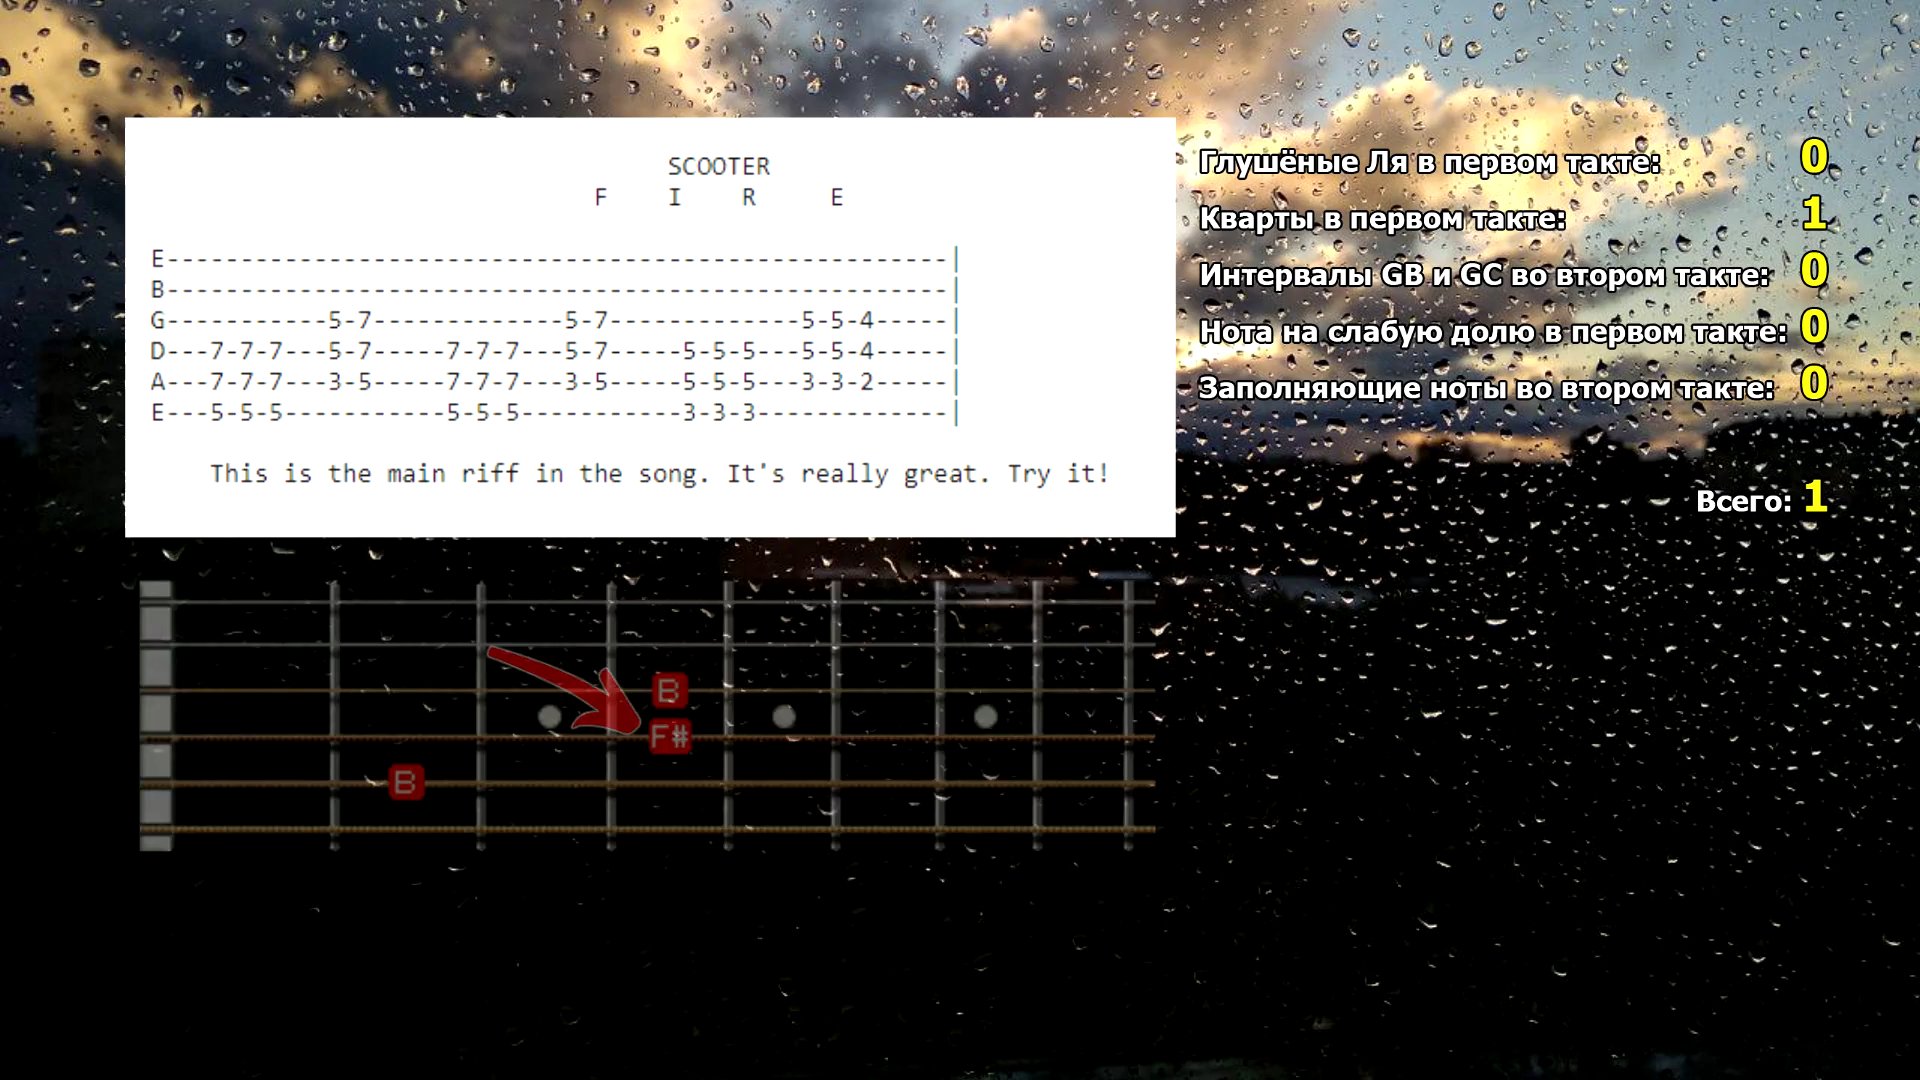 SCOOTER
F I R E
E-----------------------------------------------------|
B-----------------------------------------------------|
G-----------5-7-------------5-7-------------5-5-4-----|
D---7-7-7---5-7-----7-7-7---5-7-----5-5-5---5-5-4-----|
A---7-7-7---3-5-----7-7-7---3-5-----5-5-5---3-3-2-----|
E---5-5-5-----------5-5-5-----------3-3-3-------------|
This is the main riff in the song. It's really great. Try it!
Глушёные Ля в первом такте: 0
Кварты в первом такте: 1
Интервалы GB и GC во втором такте: 0
Нота на слабую долю в первом такте: 0
Заполняющие ноты во втором такте: 0
Всего: 1
B
F#
B